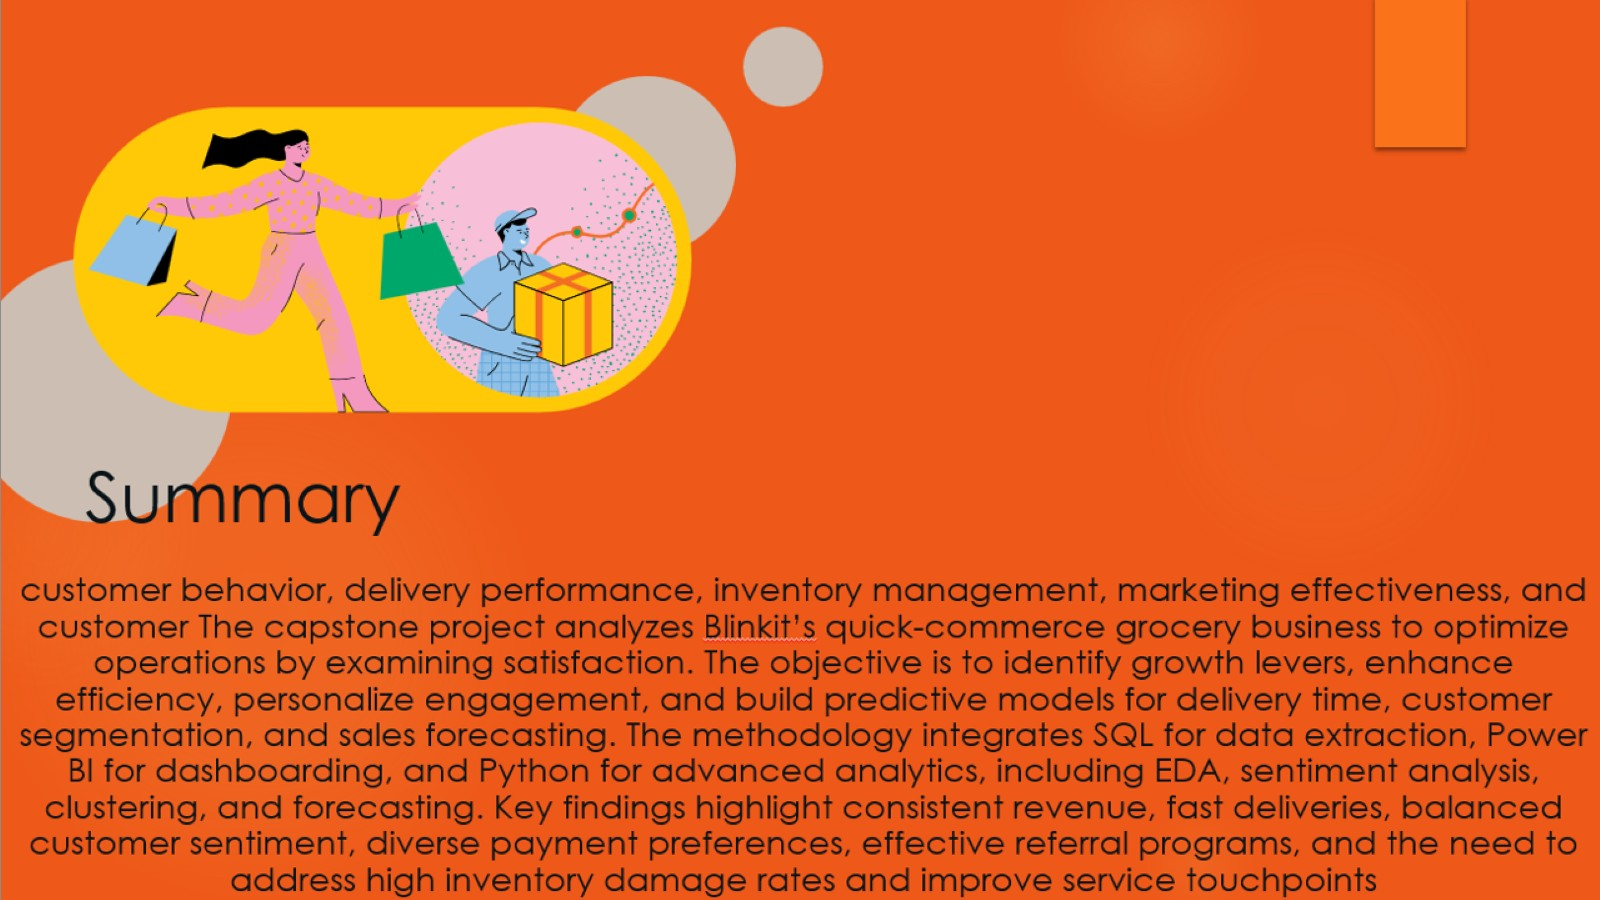 Summary
customer behavior, delivery performance, inventory management, marketing effectiveness, and
customer The capstone project analyzes Blinkit’s quick-commerce grocery business to optimize
operations by examining satisfaction. The objective is to identify growth levers, enhance
efficiency, personalize engagement, and build predictive models for delivery time, customer
segmentation, and sales forecasting. The methodology integrates SQL for data extraction, Power
BI for dashboarding, and Python for advanced analytics, including EDA, sentiment analysis,
clustering, and forecasting. Key findings highlight consistent revenue, fast deliveries, balanced
customer sentiment, diverse payment preferences, effective referral programs, and the need to
address high inventory damage rates and improve service touchpoints